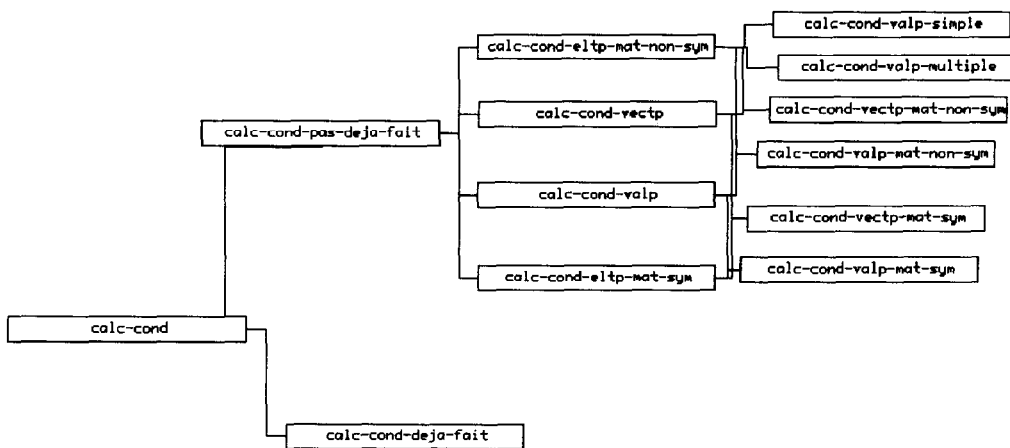 calc-cond-valp-simple
calc-cond-eltp-mat-non-sym
calc-cond-valp-multiple
calc-cond-vectp
calc-cond-vectp-mat-non-sym
calc-cond-pas-deja-fait
calc-cond-valp-mat-non-sym
calc-cond-valp
calc-cond-vectp-mat-sym
calc-cond-eltp-mat-sym
calc-cond-valp-mat-sym
calc-cond
calc-cond-deja-fait